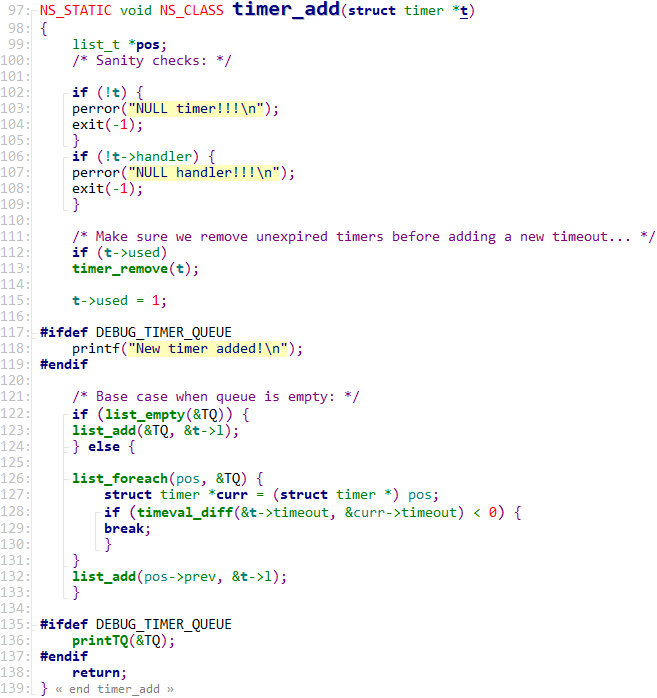 97: NS_STATIC void NS_CLASS timer_add(struct timer *t)
98: {
99:     list_t *pos;
100:     /* Sanity checks: */
101:
102:     if (!t) {
103:     perror("NULL timer!!!\n");
104:     exit(-1);
105:     }
106:     if (!t->handler) {
107:     perror("NULL handler!!!\n");
108:     exit(-1);
109:     }
110:
111:     /* Make sure we remove unexpired timers before adding a new timeout... */
112:     if (t->used)
113:     timer_remove(t);
114:
115:     t->used = 1;
116:
117: #ifdef DEBUG_TIMER_QUEUE
118:     printf("New timer added!\n");
119: #endif
120:
121:     /* Base case when queue is empty: */
122:     if (list_empty(&TQ)) {
123:     list_add(&TQ, &t->l);
124:     } else {
125:
126:     list_foreach(pos, &TQ) {
127:         struct timer *curr = (struct timer *) pos;
128:         if (timeval_diff(&t->timeout, &curr->timeout) < 0) {
129:         break;
130:         }
131:     }
132:     list_add(pos->prev, &t->l);
133:     }
134:
135: #ifdef DEBUG_TIMER_QUEUE
136:     printTQ(&TQ);
137: #endif
138:     return;
139: } « end timer_add »